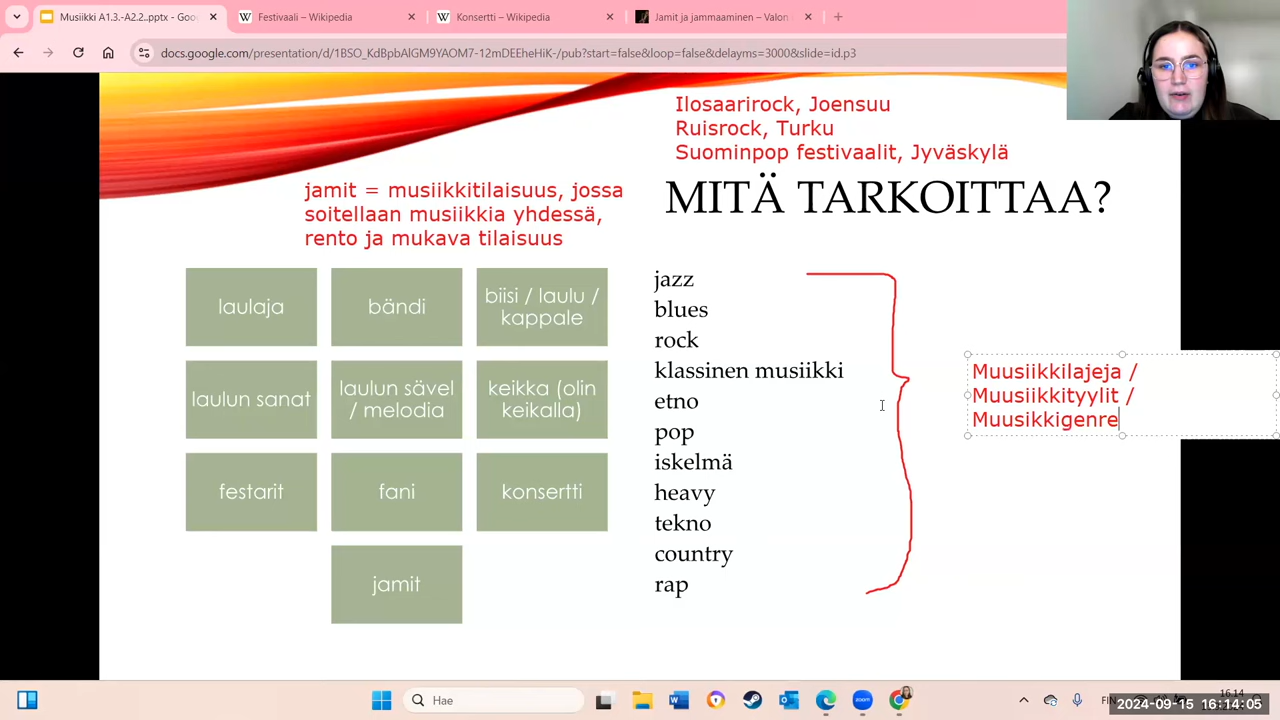 Musiikki A1.3.-A2.2..pptx - Goo
Festivaali – Wikipedia
Konsertti – Wikipedia
Jamit ja jammaaminen – Valon
docs.google.com/presentation/d/1BSO_KdBpbAlGM9YAOM7-12mDEEheHiK-/pub?start=false&loop=false&delayms=3000&slide=id.p3
Ilosaarirock, Joensuu
Ruisrock, Turku
Suominpop festivaalit, Jyväskylä
MITÄ TARKOITTAA?
jamit = musiikkitilaisuus, jossa
soitellaan musiikkia yhdessä,
rento ja mukava tilaisuus
laulaja
bändi
biisi / laulu /
kappale
laulun sanat
laulun sävel
/ melodia
keikka (olin
keikalla)
festarit
fani
konsertti
jamit
jazz
blues
rock
klassinen musiikki
etno
pop
iskelmä
heavy
tekno
country
rap
Muusiikkilajeja /
Muusiikkityylit /
Muusikkigenre
Hae
FIN
16.14
2024-09-15 16:14:05